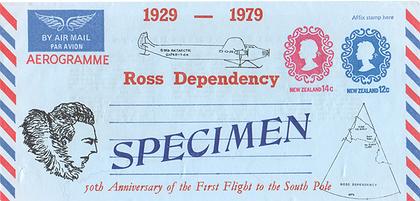 1929 — 1979
Affix stamp here
BY AIR MAIL
PAR AVION
AEROGRAMME
Ross Dependency
NEW ZEALAND 14c
NEW ZEALAND 12c
SPECIMEN
ROSS DEPENDENCY
50th Anniversary of the First Flight to the South Pole